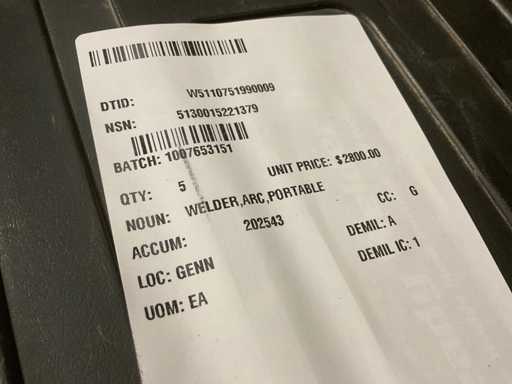 DTID: W5110751990009
NSN: 5130015221379
BATCH: 1007653151
QTY: 5 UNIT PRICE: $2800.00
NOUN: WELDER,ARC,PORTABLE
ACCUM: 202543 CC: G
LOC: GENN DEMIL: A
UOM: EA DEMIL IC: 1